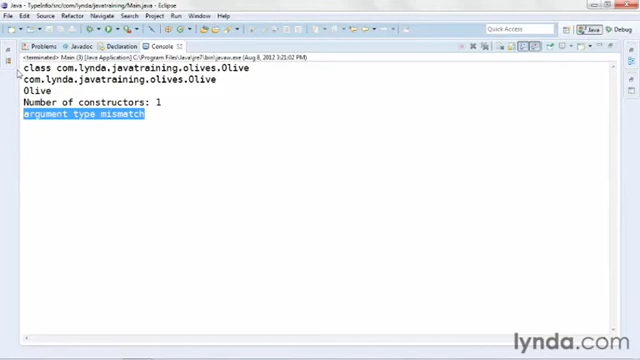 Java - TypeInfo/src/com/lynda/javatraining/Main.java - Eclipse
File Edit Source Refactor Navigate Search Project Run Window Help
Quick Access
Java Debug
Problems Javadoc Declaration Console
<terminated> Main (1) [Java Application] C:\Program Files\Java\jre7\bin\javaw.exe (Aug 8, 2012 3:21:02 PM)
class com.lynda.javatraining.olives.Olive
com.lynda.javatraining.olives.Olive
Olive
Number of constructors: 1
argument type mismatch
lynda.com